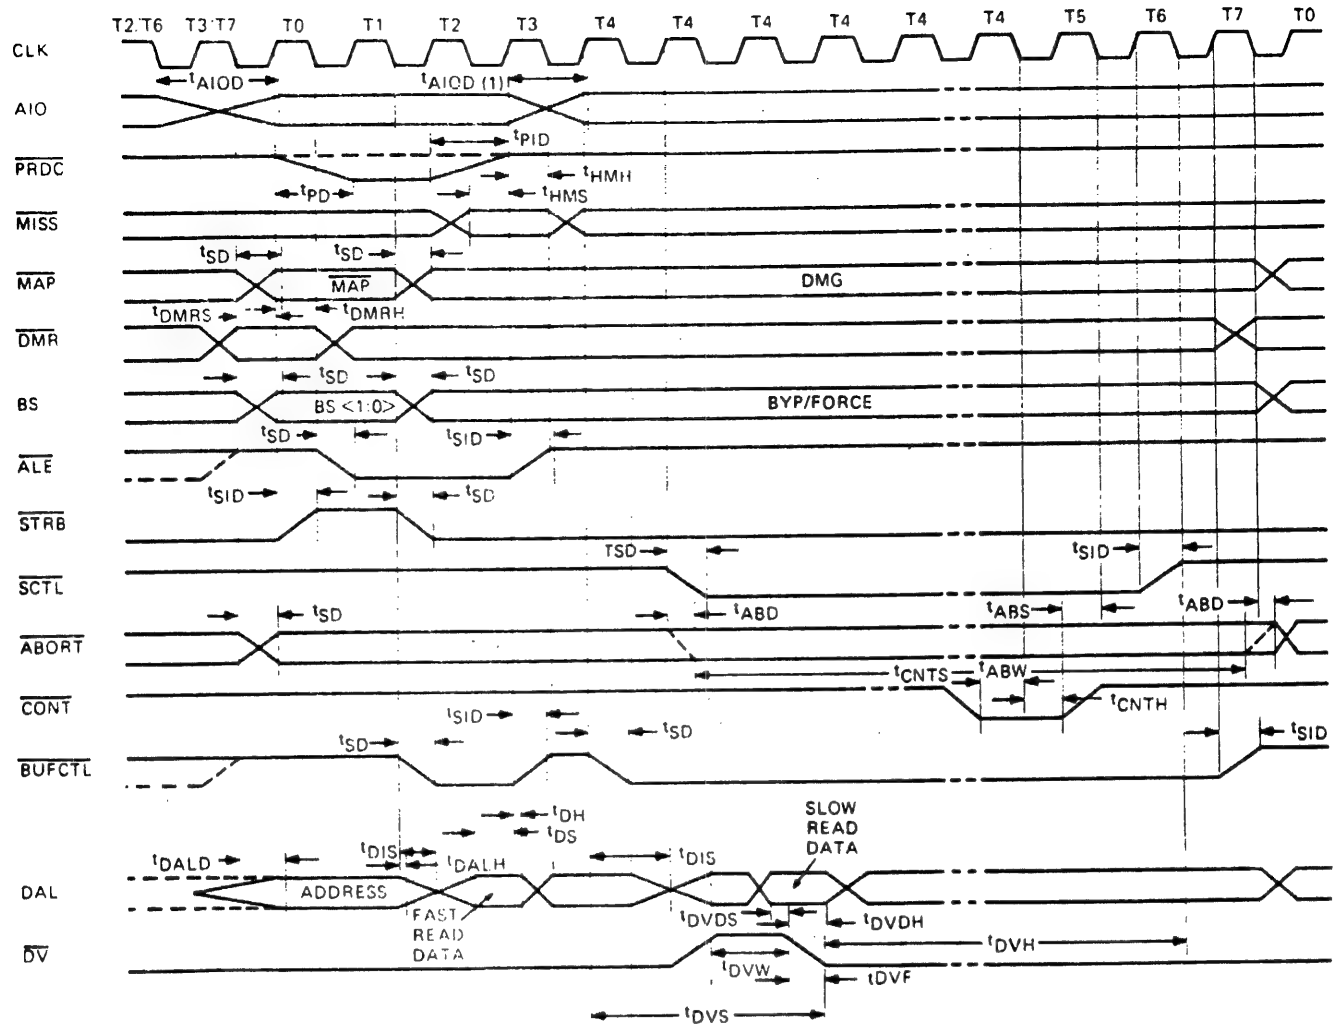 T2·T6 T3·T7 T0 T1 T2 T3 T4 T4 T4 T4 T4 T4 T5 T6 T7 T0
CLK
tAIOD tAIOD (1)
AIO
tPID
PRDC
tHMH
tPD tHMS
MISS
tSD tSD
MAP MAP DMG
tDMRS tDMRH
DMR
tSD tSD
BS BS <1:0> BYP/FORCE
tSD tSID
ALE
tSID tSD
STRB
TSD tSID
SCTL
tSD tABD tABS tABD
ABORT
tCNTS tABW
CONT
tCNTH
tSID
tSD tSD tSID
BUFCTL
SLOW
READ
DATA
tDH
tDS
tDALD tDIS tDALH tDIS
DAL ADDRESS
FAST
READ
DATA
tDVDS tDVDH
tDVH
DV
tDVW tDVF
tDVS